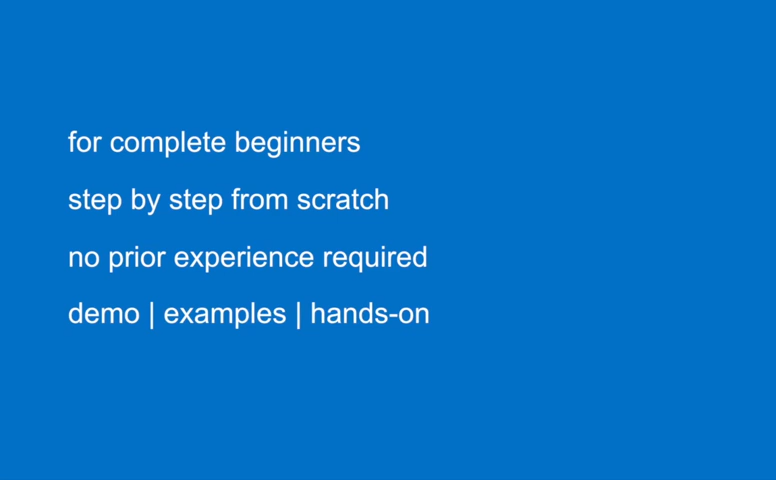 for complete beginners
step by step from scratch
no prior experience required
demo | examples | hands-on